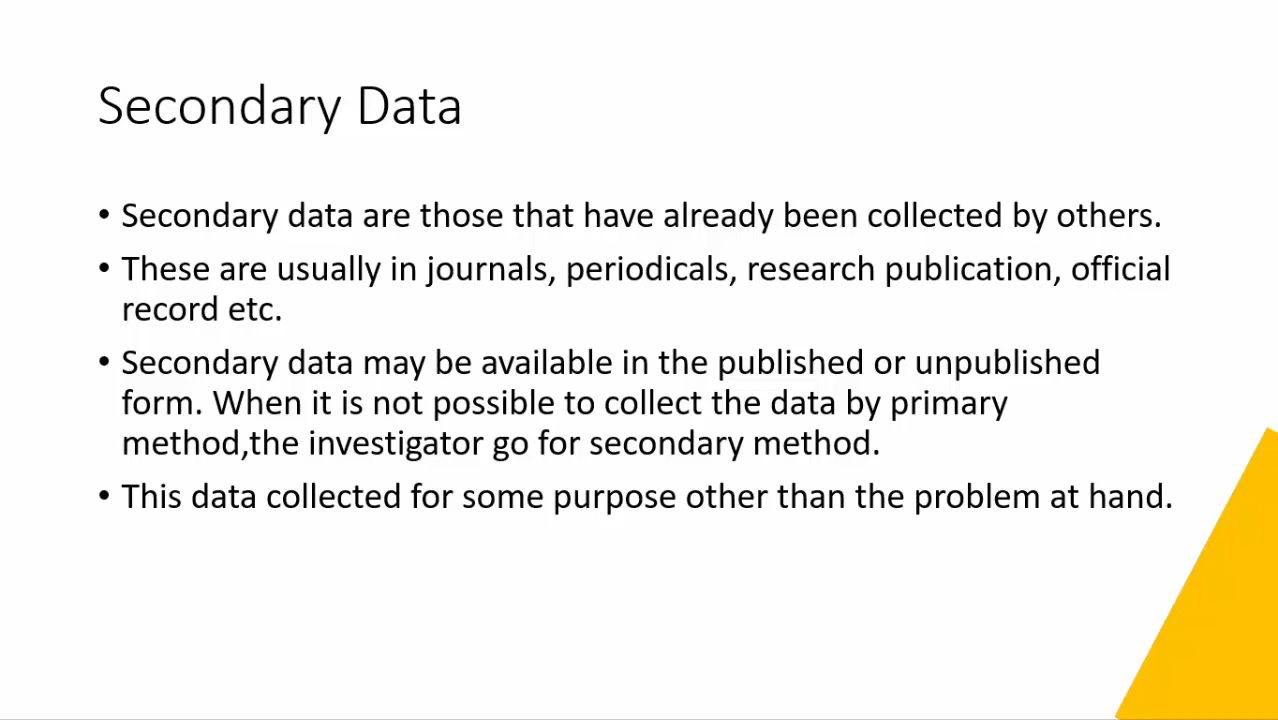 Secondary Data
• Secondary data are those that have already been collected by others.
• These are usually in journals, periodicals, research publication, official
record etc.
• Secondary data may be available in the published or unpublished
form. When it is not possible to collect the data by primary
method,the investigator go for secondary method.
• This data collected for some purpose other than the problem at hand.